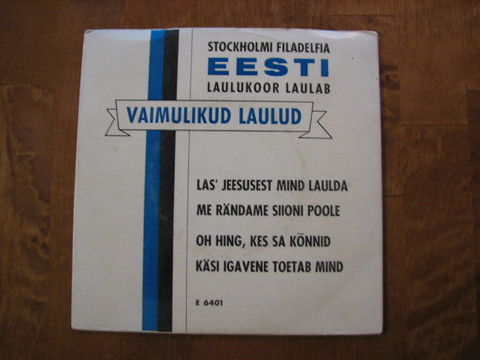 STOCKHOLMI FILADELFIA
EESTI
LAULUKOOR LAULAB
VAIMULIKUD LAULUD
LAS' JEESUSEST MIND LAULDA
ME RÄNDAME SIIONI POOLE
OH HING, KES SA KÕNNID
KÄSI IGAVENE TOETAB MIND
E 6401